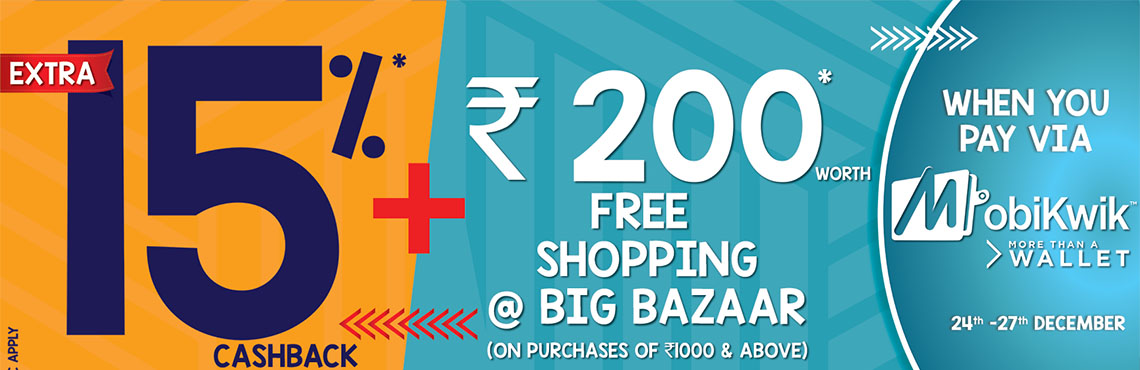 EXTRA
15%*
CASHBACK
+
₹ 200*
WORTH
FREE
SHOPPING
@ BIG BAZAAR
(ON PURCHASES OF ₹1000 & ABOVE)
WHEN YOU
PAY VIA
MobiKwik™
MORE THAN A
WALLET
24th -27th DECEMBER
C APPLY